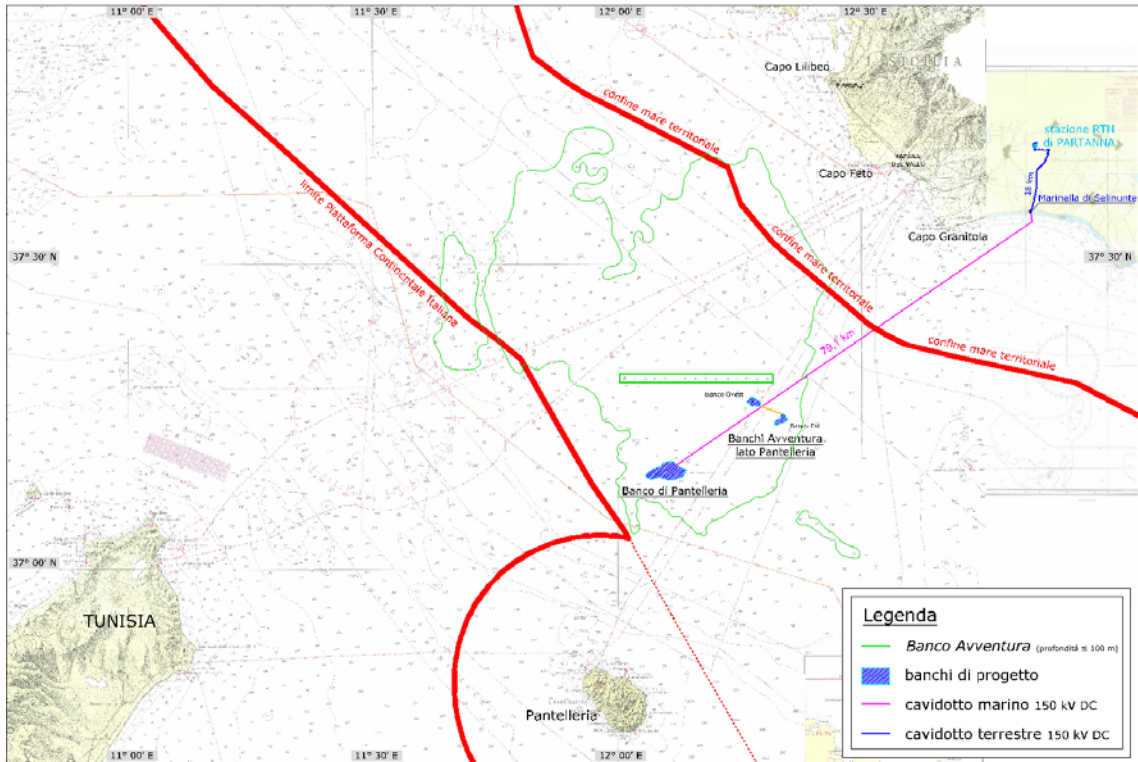 11° 00' E
11° 30' E
12° 00' E
12° 30' E
SICILIA
Capo Lilibeo
confine mare territoriale
stazione RTN
di PARTANNA
Capo Feto
18 km
Marinella di Selinunte
limite Piattaforma Continentale Italiana
Capo Granitola
37° 30' N
37° 30' N
confine mare territoriale
79,1 km
confine mare territoriale
Banco Ovest
Banco Est
Banchi Avventura
lato Pantelleria
Banco di Pantelleria
37° 00' N
TUNISIA
Pantelleria
Legenda
Banco Avventura (profondità ≤ 100 m)
banchi di progetto
cavidotto marino 150 kV DC
cavidotto terrestre 150 kV DC
11° 00' E
12° 00' E